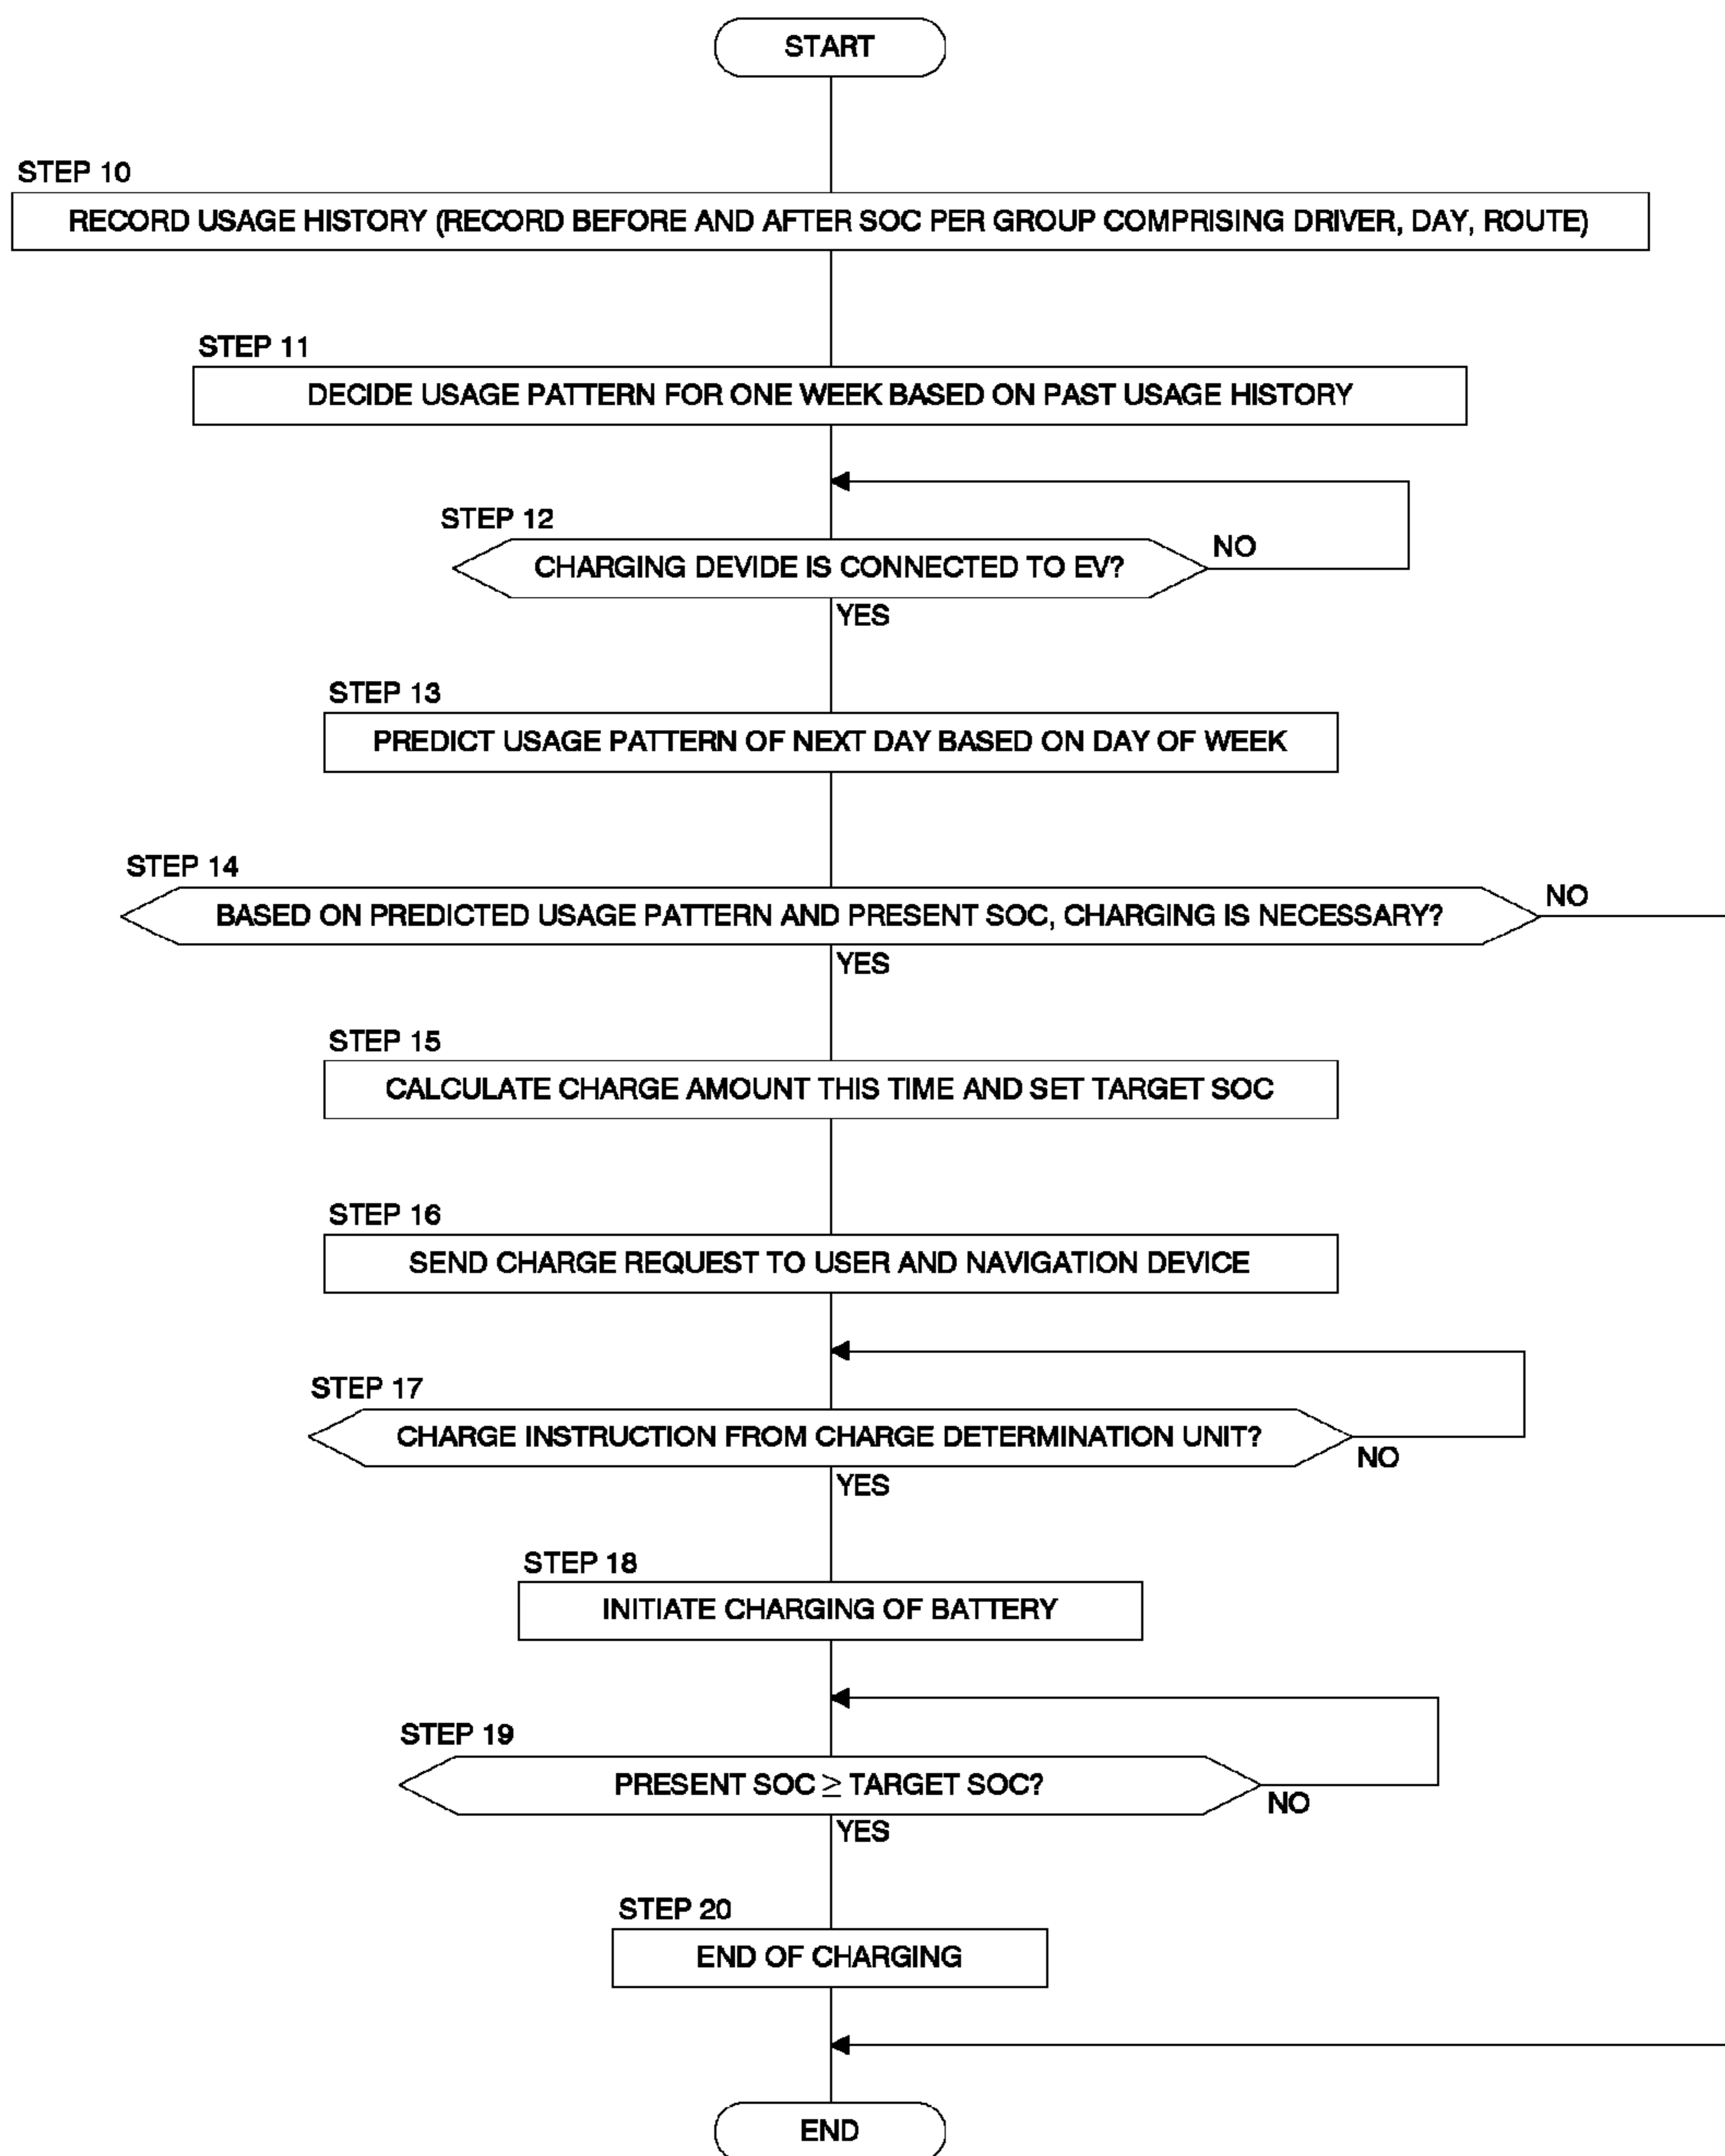 START
STEP 10
RECORD USAGE HISTORY (RECORD BEFORE AND AFTER SOC PER GROUP COMPRISING DRIVER, DAY, ROUTE)
STEP 11
DECIDE USAGE PATTERN FOR ONE WEEK BASED ON PAST USAGE HISTORY
STEP 12
CHARGING DEVIDE IS CONNECTED TO EV?
NO
YES
STEP 13
PREDICT USAGE PATTERN OF NEXT DAY BASED ON DAY OF WEEK
STEP 14
BASED ON PREDICTED USAGE PATTERN AND PRESENT SOC, CHARGING IS NECESSARY?
NO
YES
STEP 15
CALCULATE CHARGE AMOUNT THIS TIME AND SET TARGET SOC
STEP 16
SEND CHARGE REQUEST TO USER AND NAVIGATION DEVICE
STEP 17
CHARGE INSTRUCTION FROM CHARGE DETERMINATION UNIT?
NO
YES
STEP 18
INITIATE CHARGING OF BATTERY
STEP 19
PRESENT SOC ≥ TARGET SOC?
NO
YES
STEP 20
END OF CHARGING
END